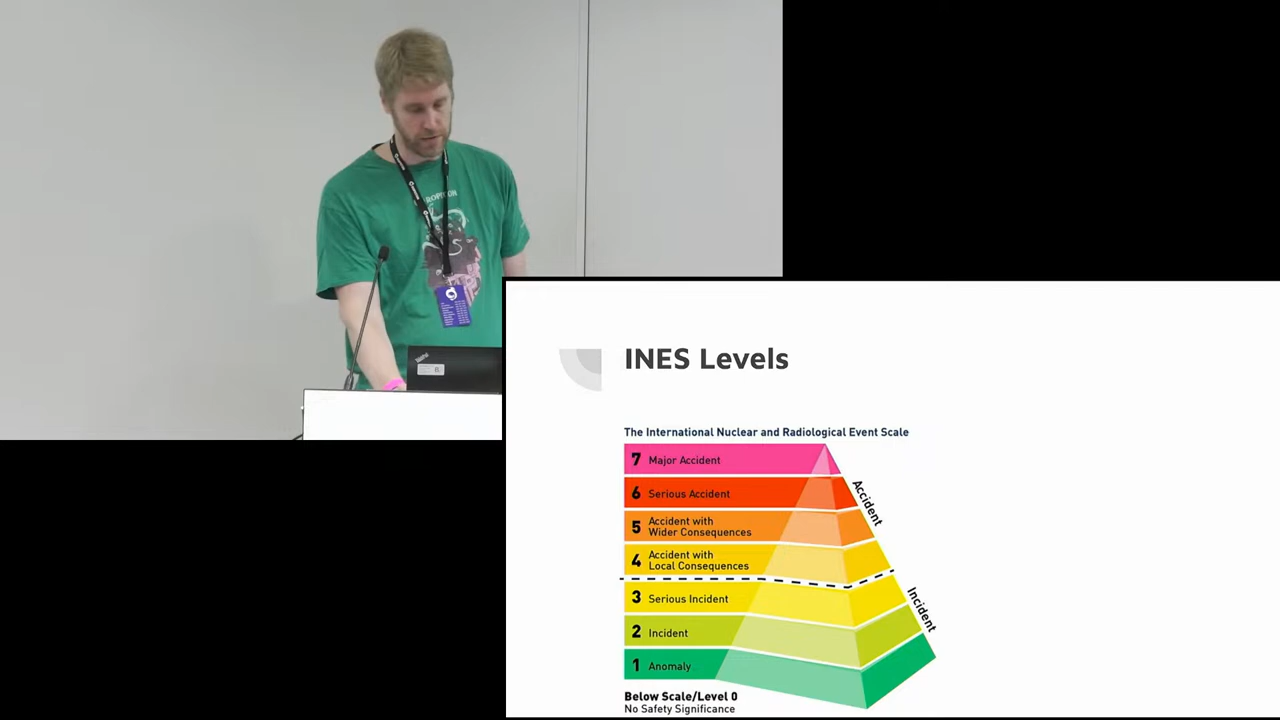 ThinkPad
INES Levels
The International Nuclear and Radiological Event Scale
7 Major Accident
6 Serious Accident
5 Accident with
Wider Consequences
4 Accident with
Local Consequences
3 Serious Incident
2 Incident
1 Anomaly
Accident
Incident
Below Scale/Level 0
No Safety Significance